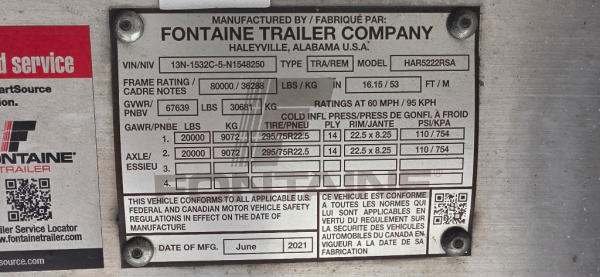 MANUFACTURED BY / FABRIQUÉ PAR:
FONTAINE TRAILER COMPANY
HALEYVILLE, ALABAMA U.S.A.
VIN/NIV 13N-1532C-5-N1548250 TYPE TRA/REM MODEL HAR5222RSA
FRAME RATING / CADRE NOTES 80000 / 36288 LBS / KG IN 16.15 / 53 FT / M
GVWR/PNBV 67639 LBS 30681 KG RATINGS AT 60 MPH / 95 KPH
COLD INFL PRESS/PRESS DE GONFL. À FROID
GAWR/PNBE LBS KG TIRE/PNEU PLY RIM/JANTE PSI/KPA
AXLE/ESSIEU
1. 20000 9072 295/75R22.5 14 22.5 x 8.25 110 / 754
2. 20000 9072 295/75R22.5 14 22.5 x 8.25 110 / 754
3.
4.
FONTAINE
THIS VEHICLE CONFORMS TO ALL APPLICABLE U.S.
FEDERAL AND CANADIAN MOTOR VEHICLE SAFETY
REGULATIONS IN EFFECT ON THE DATE OF
MANUFACTURE
DATE OF MFG. June 2021
CE VEHICULE EST CONFORME
A TOUTES LES NORMES QUI
LUI SONT APPLICABLES EN
VERTU DU REGULEMENT SUR
LA SECURITE DES VEHICULES
AUTOMOBILES DU CANADA EN
VIGUEUR A LA DATE DE SA
FABRICATION
d service
artSource
on.
FONTAINE
TRAILER
iler Service Locator
.fontainetrailer.com
source.com